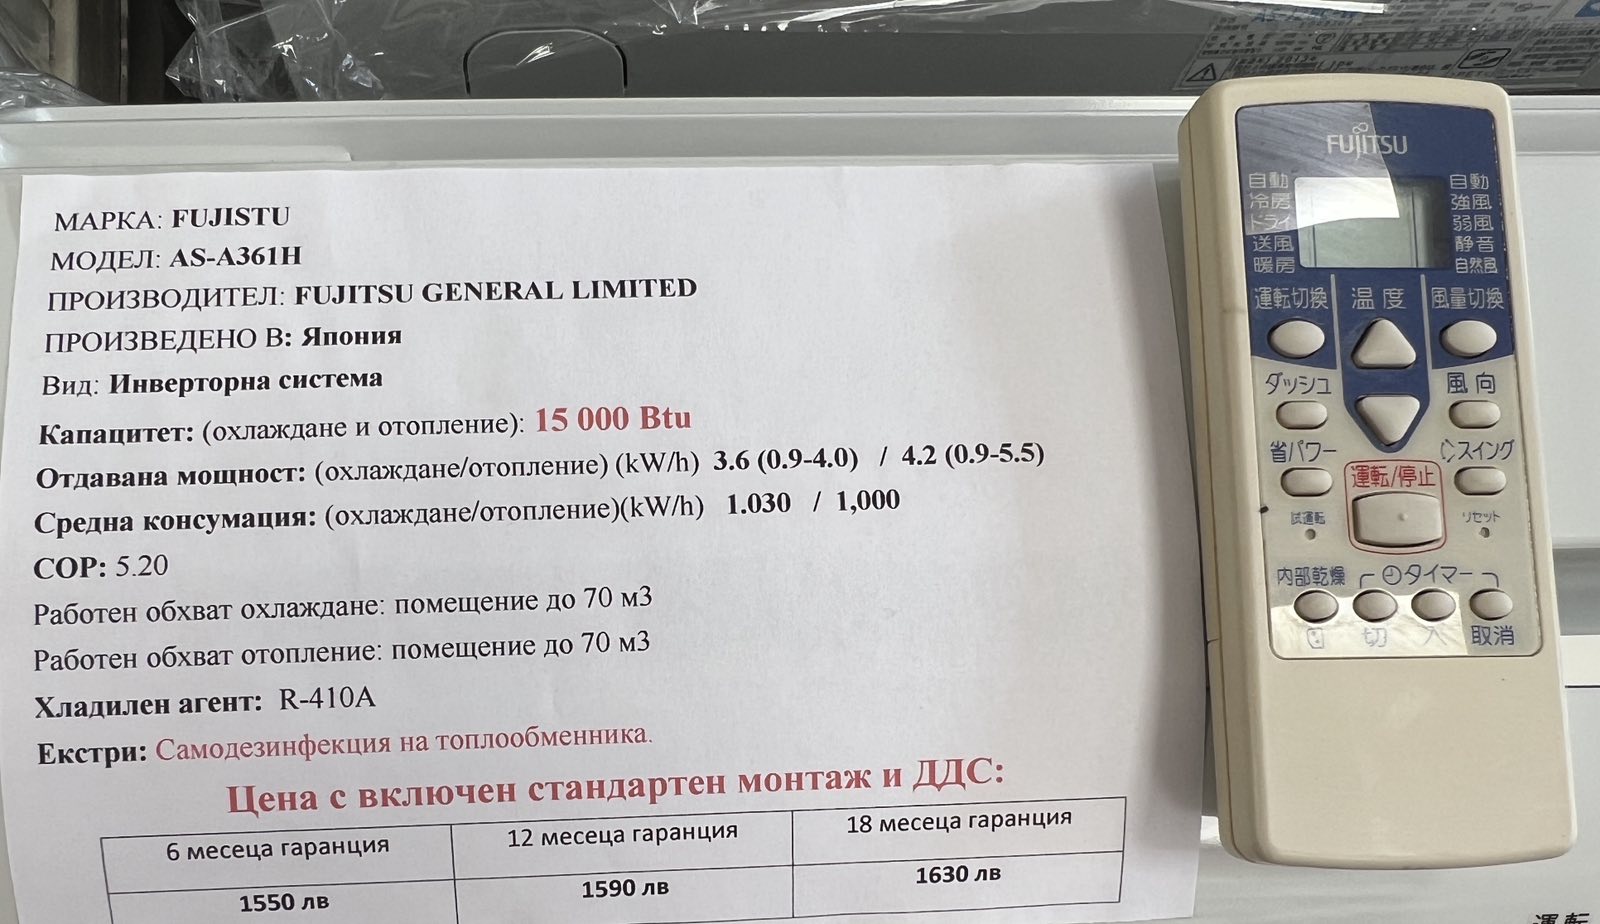 МАРКА: FUJISTU
МОДЕЛ: AS-A361H
ПРОИЗВОДИТЕЛ: FUJITSU GENERAL LIMITED
ПРОИЗВЕДЕНО В: Япония
Вид: Инверторна система
Капацитет: (охлаждане и отопление): 15 000 Btu
Отдавана мощност: (охлаждане/отопление) (kW/h) 3.6 (0.9-4.0) / 4.2 (0.9-5.5)
Средна консумация: (охлаждане/отопление)(kW/h) 1.030 / 1,000
COP: 5.20
Работен обхват охлаждане: помещение до 70 м3
Работен обхват отопление: помещение до 70 м3
Хладилен агент: R-410A
Екстри: Самодезинфекция на топлообменника.
Цена с включен стандартен монтаж и ДДС:
6 месеца гаранция 12 месеца гаранция 18 месеца гаранция
1550 лв 1590 лв 1630 лв
FUJITSU
自動 自動
冷房 強風
ドライ 弱風
送風 静音
暖房 自然風
運転切換 温度 風量切換
ダッシュ 風向
省パワー スイング
運転/停止
試運転 リセット
内部乾燥 タイマー
切 入 取消
運転